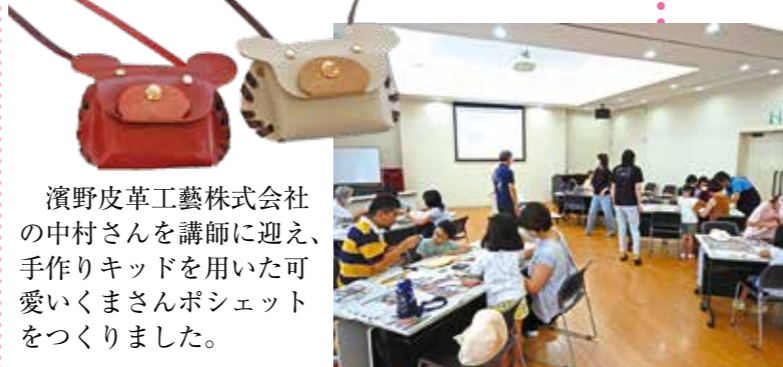 濱野皮革工藝株式会社
の中村さんを講師に迎え、
手作りキッドを用いた可
愛いくまさんポシェット
をつくりました。